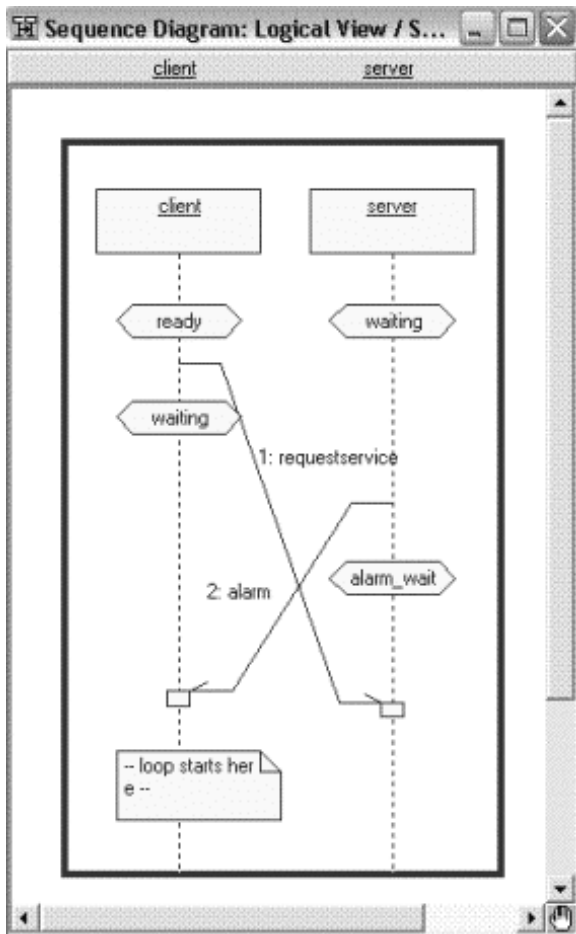 Sequence Diagram: Logical View / S...
client server
client server
ready waiting
waiting
1: requestservice
alarm_wait
2: alarm
-- loop starts her
e --